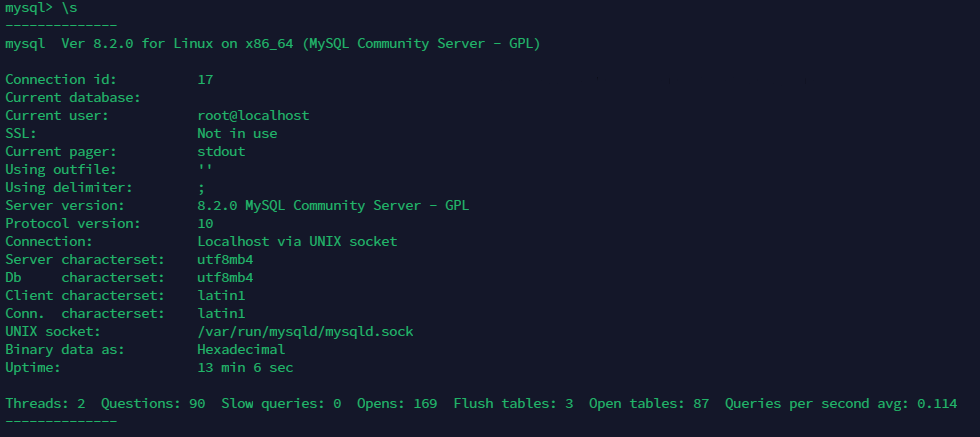 mysql> \s
--------------
mysql  Ver 8.2.0 for Linux on x86_64 (MySQL Community Server - GPL)

Connection id:          17
Current database:
Current user:           root@localhost
SSL:                    Not in use
Current pager:          stdout
Using outfile:          ''
Using delimiter:        ;
Server version:         8.2.0 MySQL Community Server - GPL
Protocol version:       10
Connection:             Localhost via UNIX socket
Server characterset:    utf8mb4
Db     characterset:    utf8mb4
Client characterset:    latin1
Conn.  characterset:    latin1
UNIX socket:            /var/run/mysqld/mysqld.sock
Binary data as:         Hexadecimal
Uptime:                 13 min 6 sec

Threads: 2  Questions: 90  Slow queries: 0  Opens: 169  Flush tables: 3  Open tables: 87  Queries per second avg: 0.114
--------------